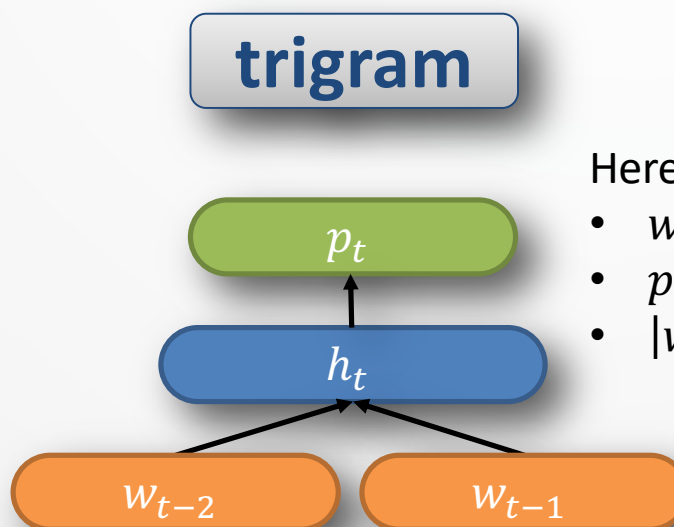 trigram
Here
• w
• p
• |w
p_t
h_t
w_{t-2} w_{t-1}